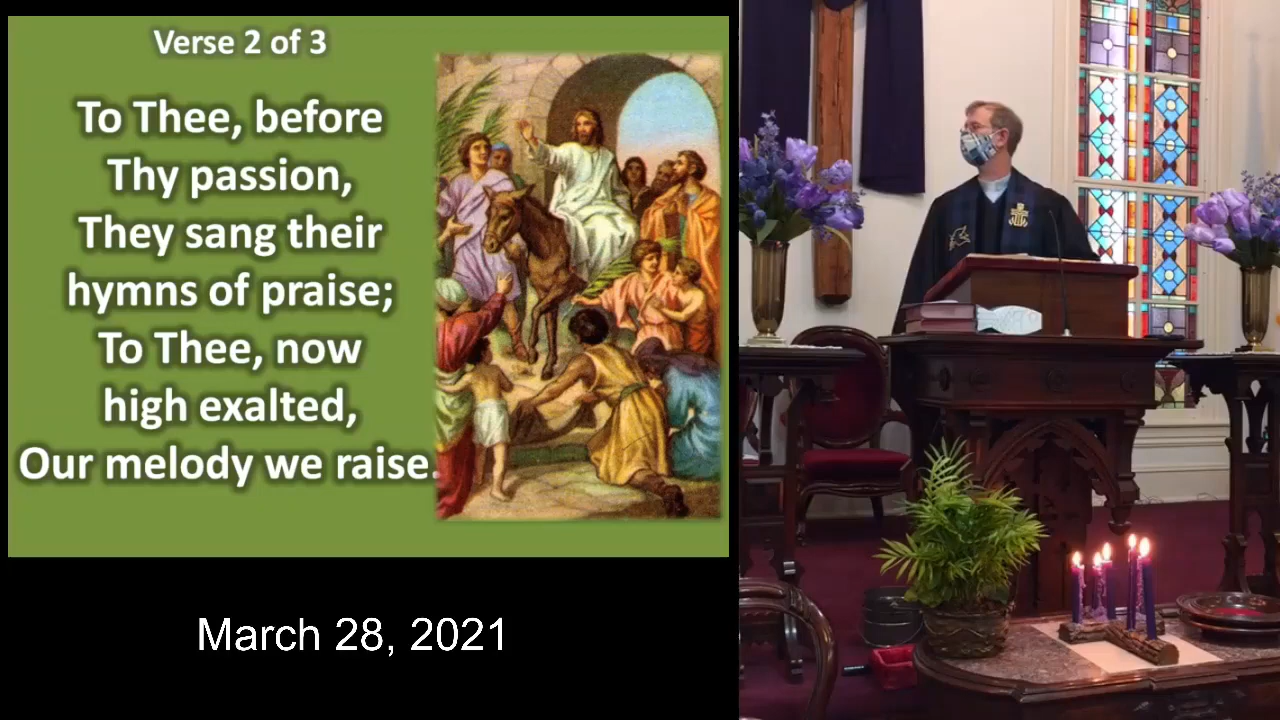 Verse 2 of 3
To Thee, before
Thy passion,
They sang their
hymns of praise;
To Thee, now
high exalted,
Our melody we raise.
March 28, 2021